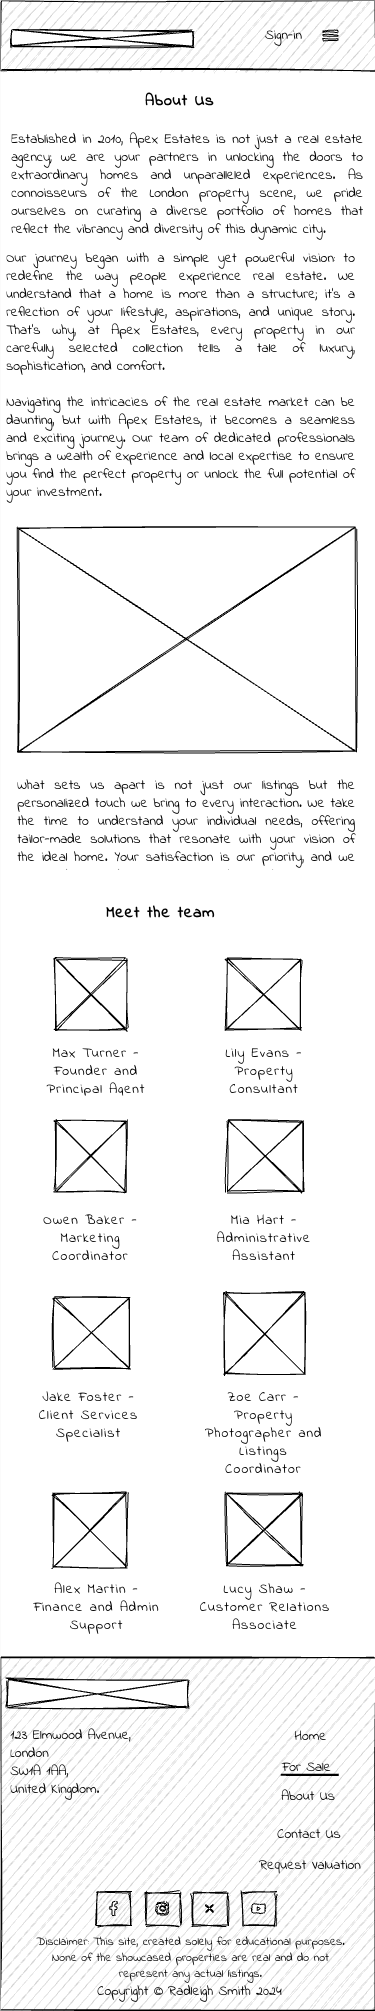 Sign-in
About Us
Established in 2010, Apex Estates is not just a real estate
agency; we are your partners in unlocking the doors to
extraordinary homes and unparalleled experiences. As
connoisseurs of the London property scene, we pride
ourselves on curating a diverse portfolio of homes that
reflect the vibrancy and diversity of this dynamic city.
Our journey began with a simple yet powerful vision: to
redefine the way people experience real estate. We
understand that a home is more than a structure; it's a
reflection of your lifestyle, aspirations, and unique story.
That's why, at Apex Estates, every property in our
carefully selected collection tells a tale of luxury,
sophistication, and comfort.
Navigating the intricacies of the real estate market can be
daunting, but with Apex Estates, it becomes a seamless
and exciting journey. Our team of dedicated professionals
brings a wealth of experience and local expertise to ensure
you find the perfect property or unlock the full potential of
your investment.
What sets us apart is not just our listings but the
personalized touch we bring to every interaction. We take
the time to understand your individual needs, offering
tailor-made solutions that resonate with your vision of
the ideal home. Your satisfaction is our priority, and we
Meet the team
Max Turner -
Founder and
Principal Agent
Lily Evans -
Property
Consultant
Owen Baker -
Marketing
Coordinator
Mia Hart -
Administrative
Assistant
Jake Foster -
Client Services
Specialist
Zoe Carr -
Property
Photographer and
Listings
Coordinator
Alex Martin -
Finance and Admin
Support
Lucy Shaw -
Customer Relations
Associate
123 Elmwood Avenue,
London
SW1A 1AA,
United Kingdom.
Home
For Sale
About Us
Contact Us
Request Valuation
Disclaimer: This site, created solely for educational purposes.
None of the showcased properties are real and do not
represent any actual listings.
Copyright © Radleigh Smith 2024